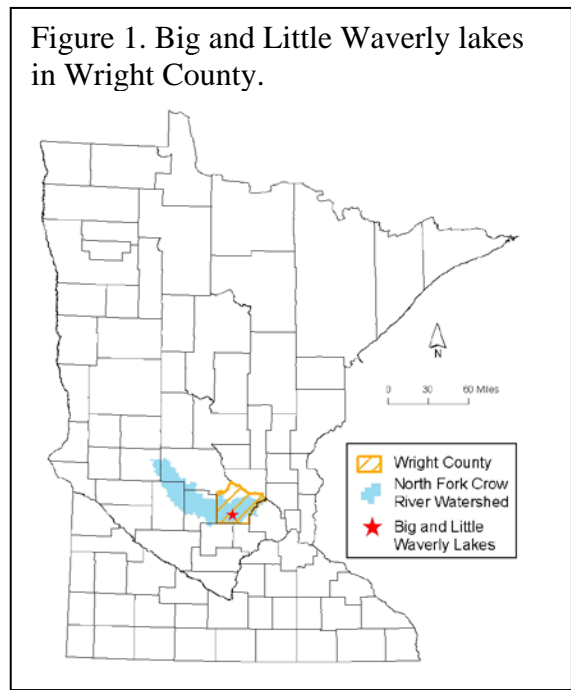 Figure 1. Big and Little Waverly lakes
in Wright County.
N
0 30 60 Miles
Wright County
North Fork Crow
River Watershed
Big and Little
Waverly Lakes